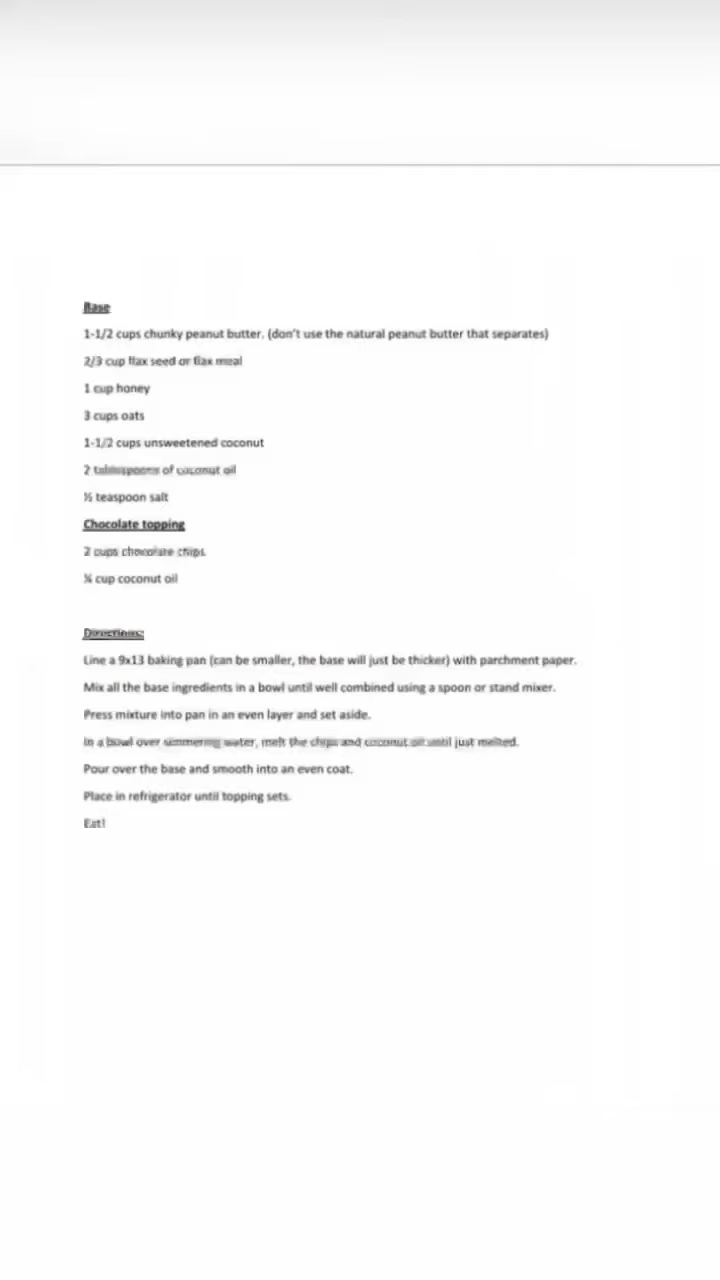 Base
1-1/2 cups chunky peanut butter. (don't use the natural peanut butter that separates)
2/3 cup flax seed or flax meal
1 cup honey
3 cups oats
1-1/2 cups unsweetened coconut
2 tablespoons of coconut oil
½ teaspoon salt
Chocolate topping
2 cups chocolate chips.
¼ cup coconut oil
Directions:
Line a 9x13 baking pan (can be smaller, the base will just be thicker) with parchment paper.
Mix all the base ingredients in a bowl until well combined using a spoon or stand mixer.
Press mixture into pan in an even layer and set aside.
In a bowl over simmering water, melt the chips and coconut oil until just melted.
Pour over the base and smooth into an even coat.
Place in refrigerator until topping sets.
Eat!